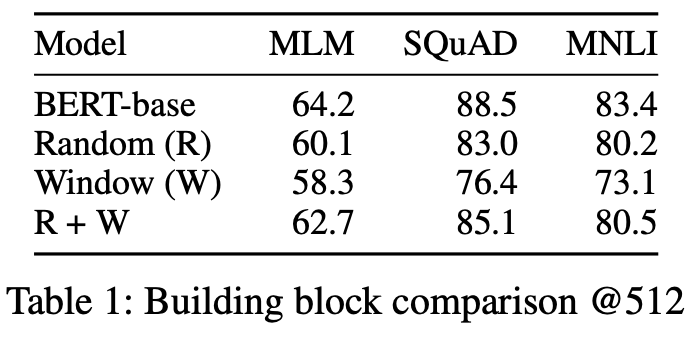 Model MLM SQuAD MNLI
BERT-base 64.2 88.5 83.4
Random (R) 60.1 83.0 80.2
Window (W) 58.3 76.4 73.1
R + W 62.7 85.1 80.5
Table 1: Building block comparison @512